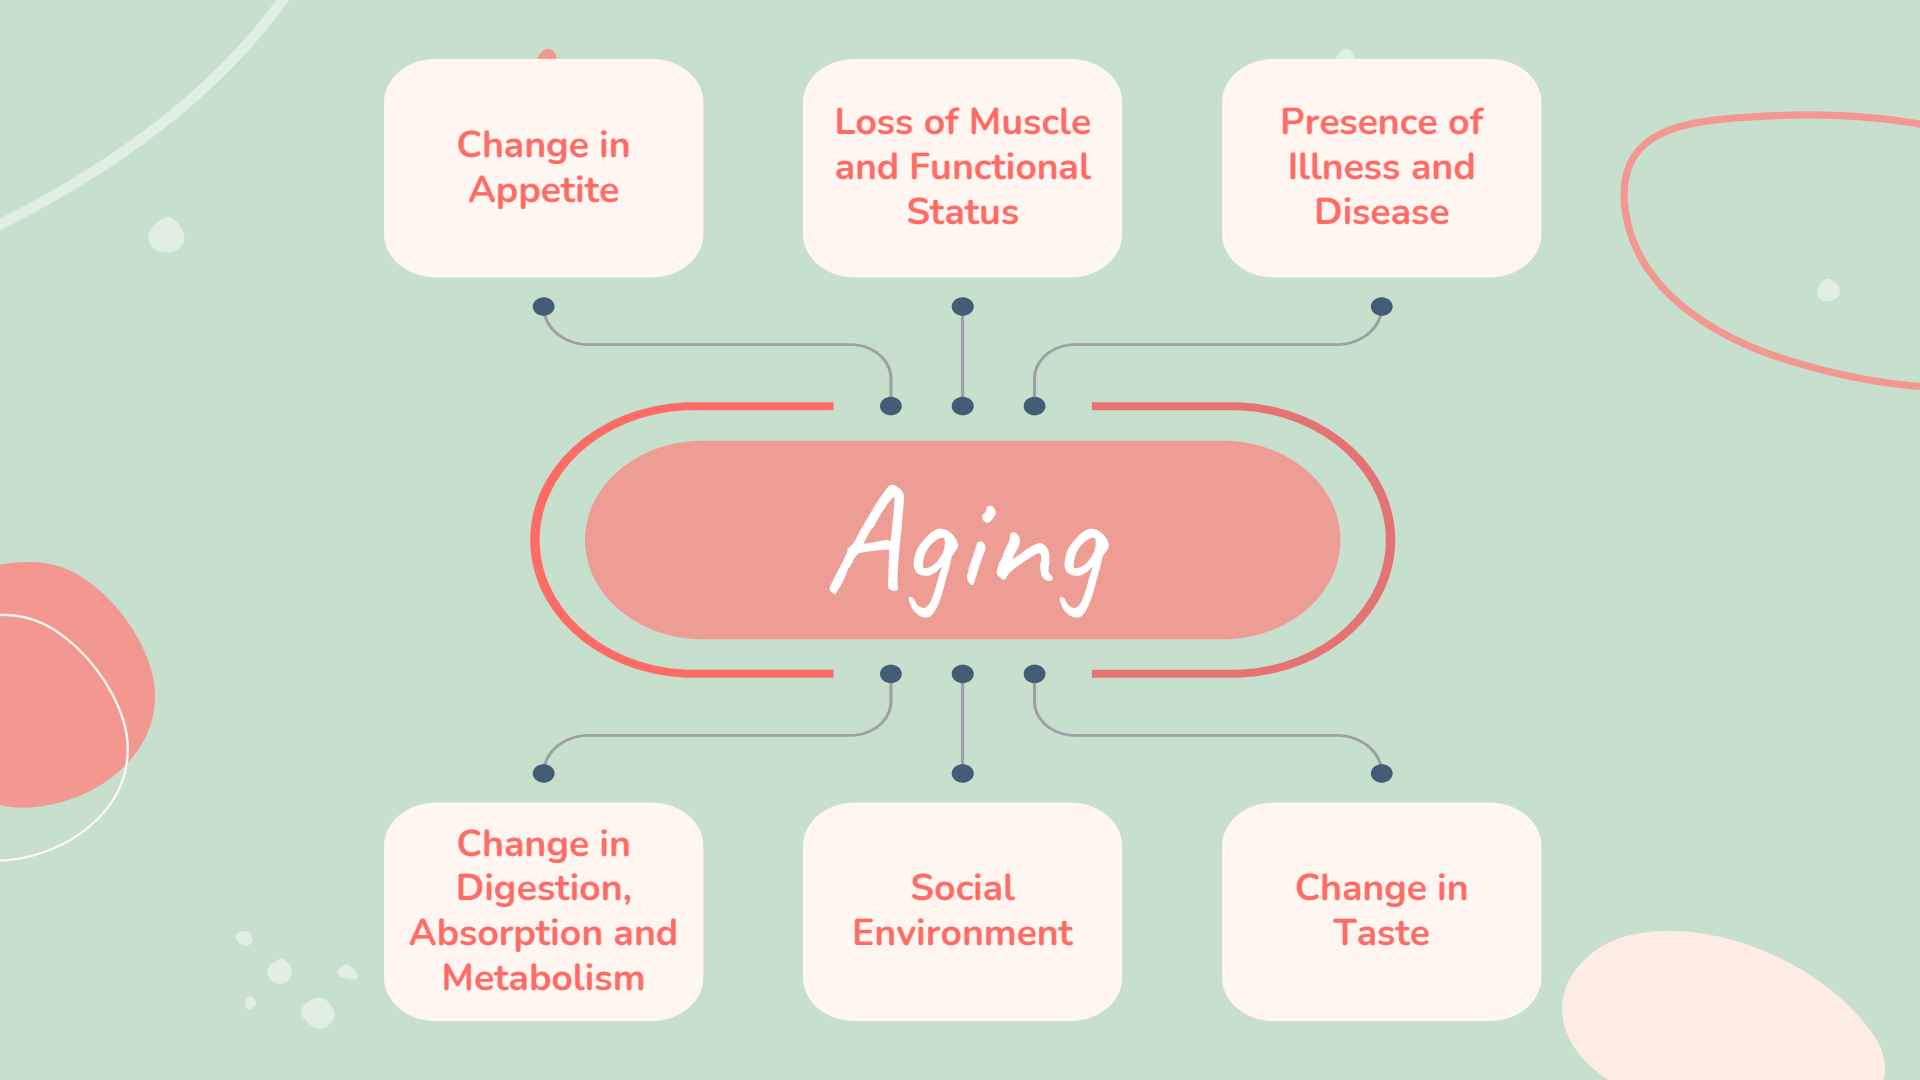 Change in
Appetite
Loss of Muscle
and Functional
Status
Presence of
Illness and
Disease
Aging
Change in
Digestion,
Absorption and
Metabolism
Social
Environment
Change in
Taste